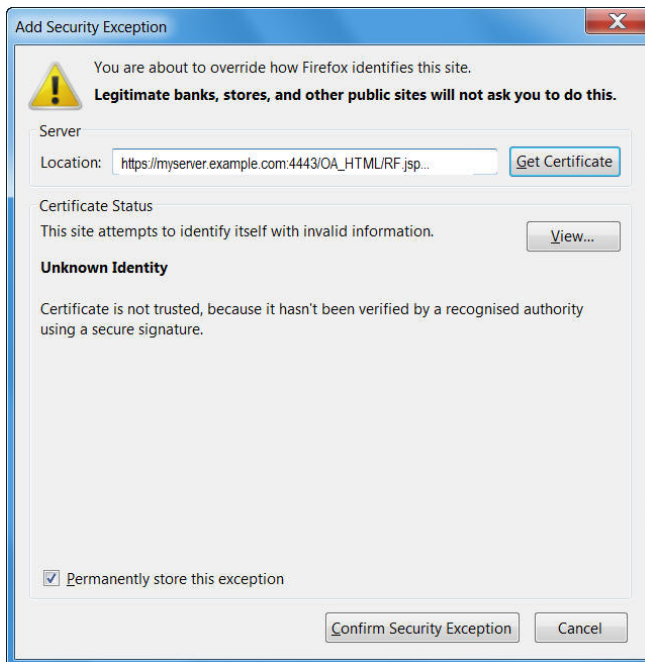 Add Security Exception
You are about to override how Firefox identifies this site.
Legitimate banks, stores, and other public sites will not ask you to do this.
Server
Location: https://myserver.example.com:4443/OA_HTML/RF.jsp... Get Certificate
Certificate Status
This site attempts to identify itself with invalid information.
View...
Unknown Identity
Certificate is not trusted, because it hasn't been verified by a recognised authority
using a secure signature.
Permanently store this exception
Confirm Security Exception Cancel